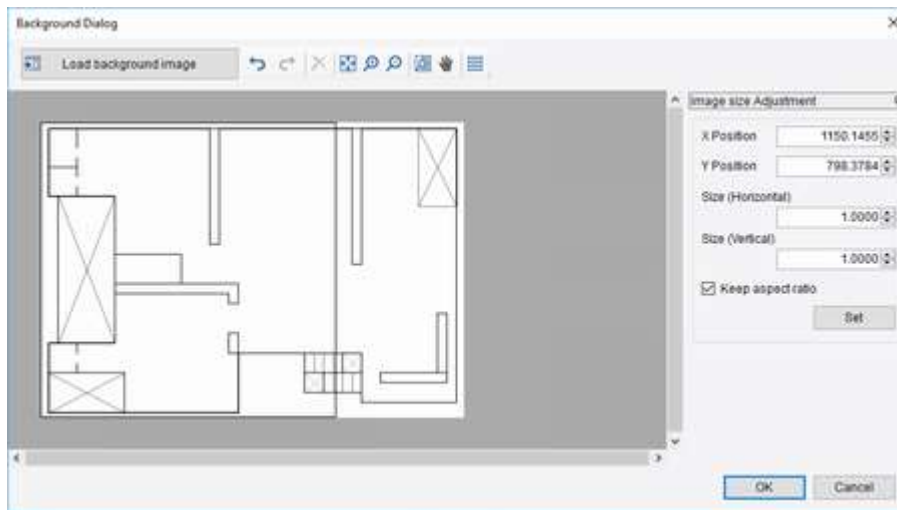 Background Dialog
Load background image
Image size Adjustment
X Position 1150.1455
Y Position 798.3784
Size (Horizontal)
1.0000
Size (Vertical)
1.0000
Keep aspect ratio
Set
OK Cancel